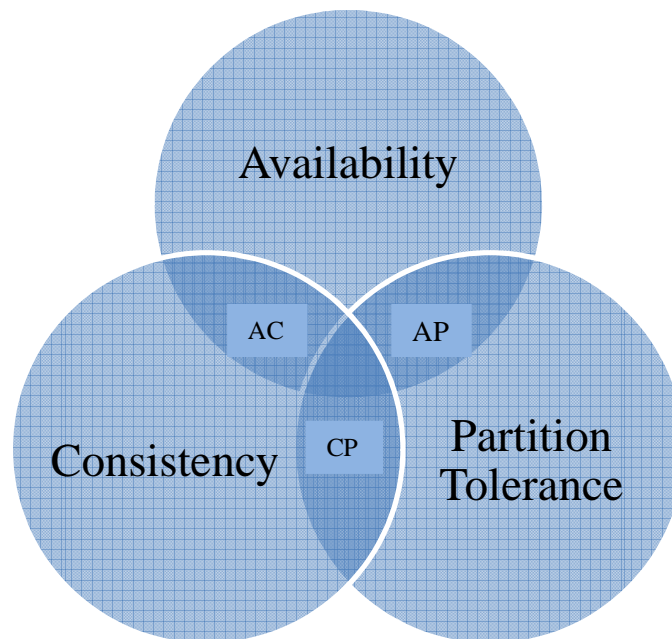 Availability
AC
AP
CP
Consistency
Partition
Tolerance